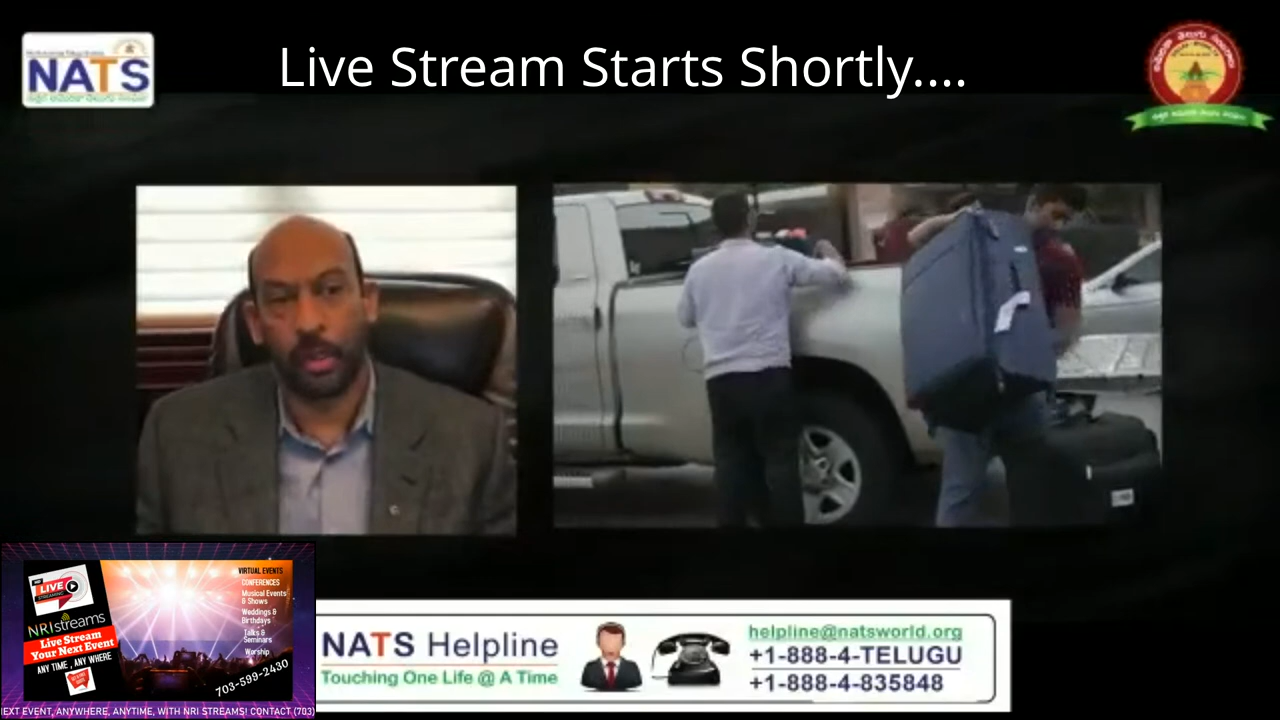 NATS
Live Stream Starts Shortly....
LIVE
STREAMING
NRIstreams
Live Stream
Your Next Event
ANY TIME , ANY WHERE
703-599-2430
VIRTUAL EVENTS
CONFERENCES
Musical Events
& Shows
Weddings &
Birthdays
Talks &
Seminars
Worship
EXT EVENT, ANYWHERE, ANYTIME, WITH NRI STREAMS! CONTACT (703)
NATS Helpline
Touching One Life @ A Time
helpline@natsworld.org
+1-888-4-TELUGU
+1-888-4-835848